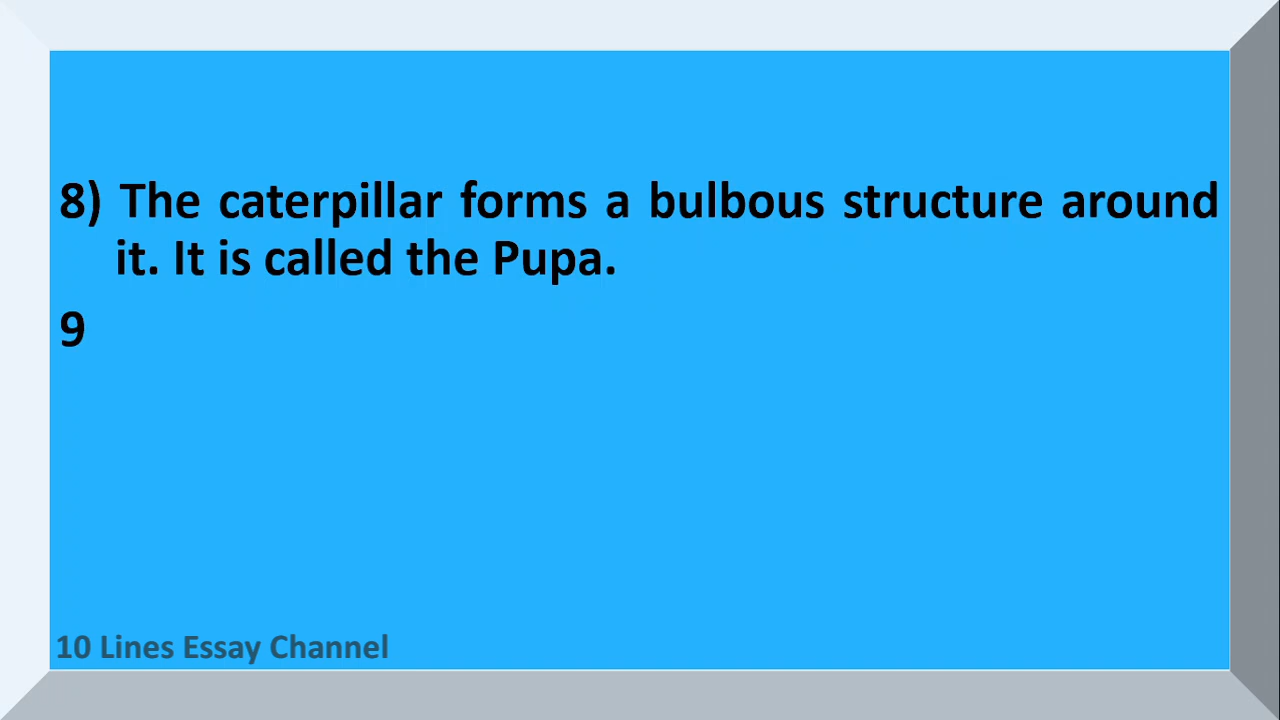 8) The caterpillar forms a bulbous structure around
it. It is called the Pupa.
9
10 Lines Essay Channel